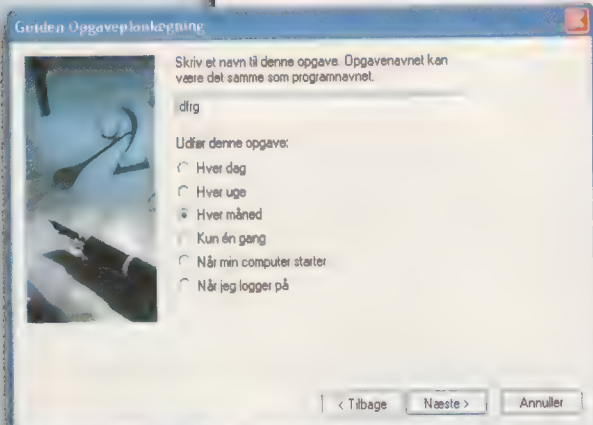 Guiden Opgaveplanlægning
Skriv et navn til denne opgave. Opgavenavnet kan
være det samme som programnavnet.
dfrg
Udfør denne opgave:
Hver dag
Hver uge
Hver måned
Kun én gang
Når min computer starter
Når jeg logger på
< Tilbage
Næste >
Annuller